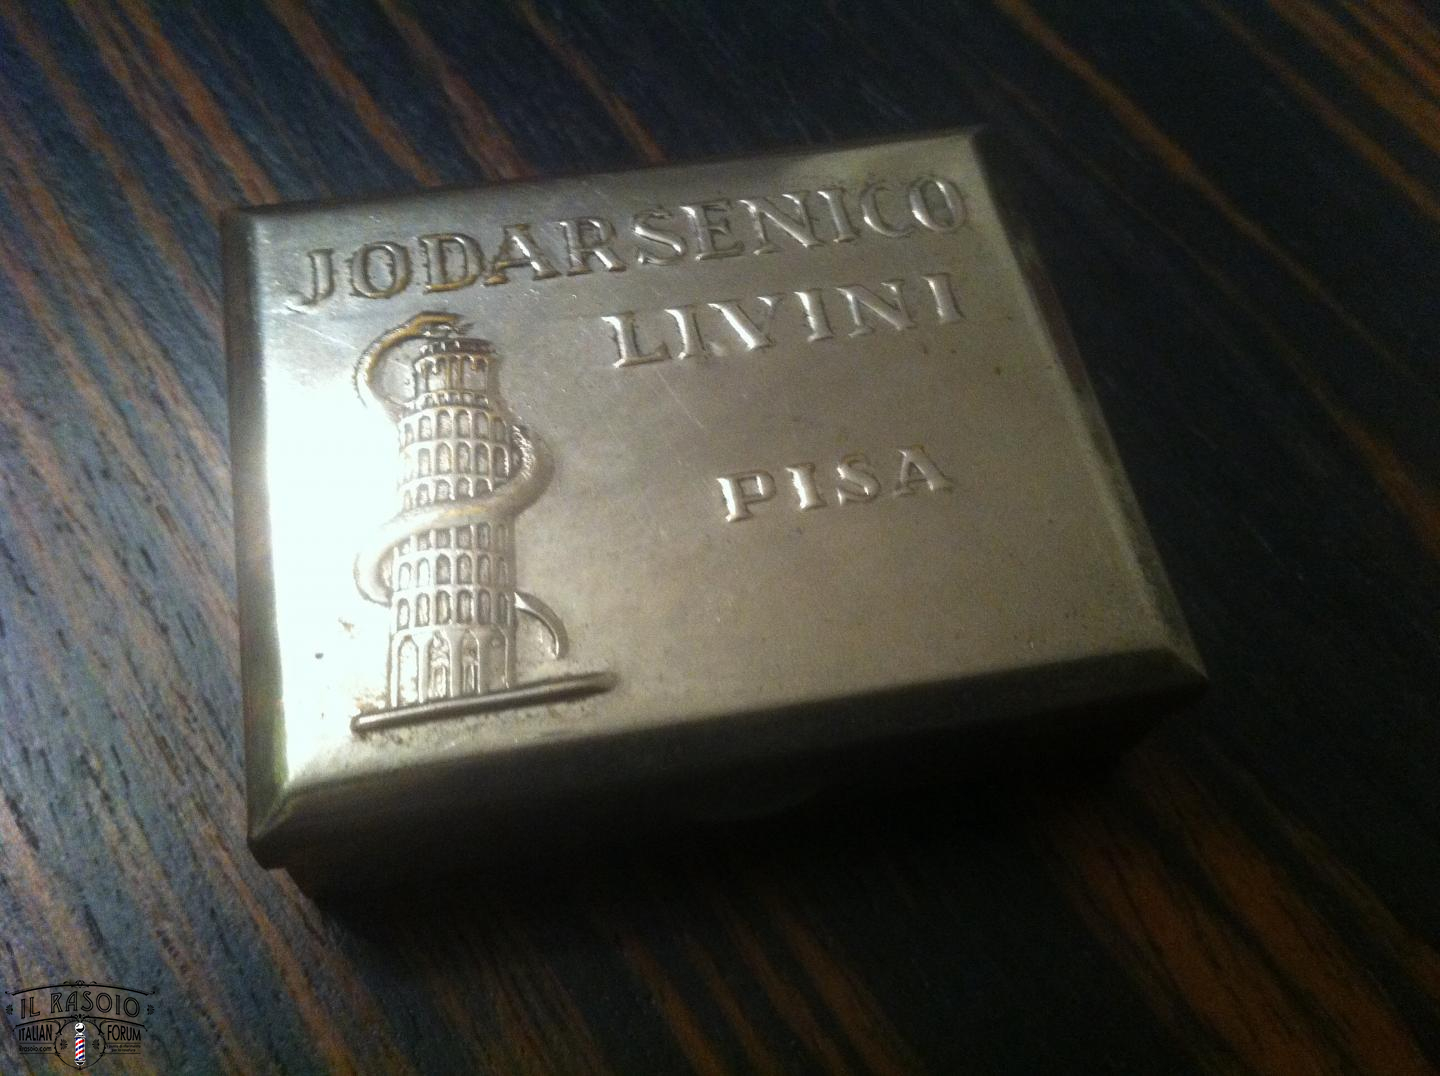 JODARSENICO
LIVINI
PISA
IL RASOIO
ITALIAN FORUM